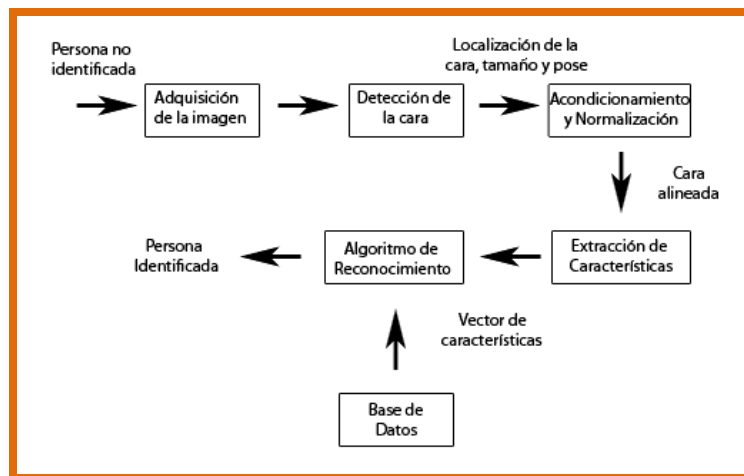 Persona no
identificada
Adquisición
de la imagen
Detección de
la cara
Localización de la
cara, tamaño y pose
Acondicionamiento
y Normalización
Cara
alineada
Extracción de
Características
Vector de
características
Algoritmo de
Reconocimiento
Persona
Identificada
Base de
Datos